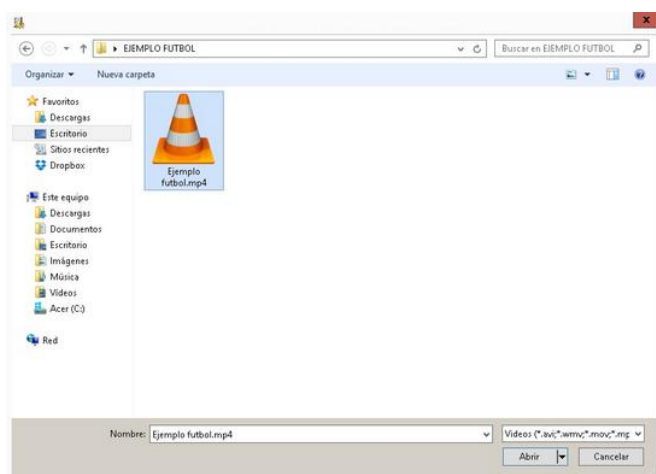 EJEMPLO FUTBOL
Buscar en EJEMPLO FUTBOL
Organizar
Nueva carpeta
Favoritos
Descargas
Escritorio
Sitios recientes
Dropbox
Este equipo
Descargas
Documentos
Escritorio
Imágenes
Música
Vídeos
Acer (C:)
Red
Ejemplo
futbol.mp4
Nombre: Ejemplo futbol.mp4
Videos (*.avi;*.wmv;*.mov;*.mp
Abrir
Cancelar